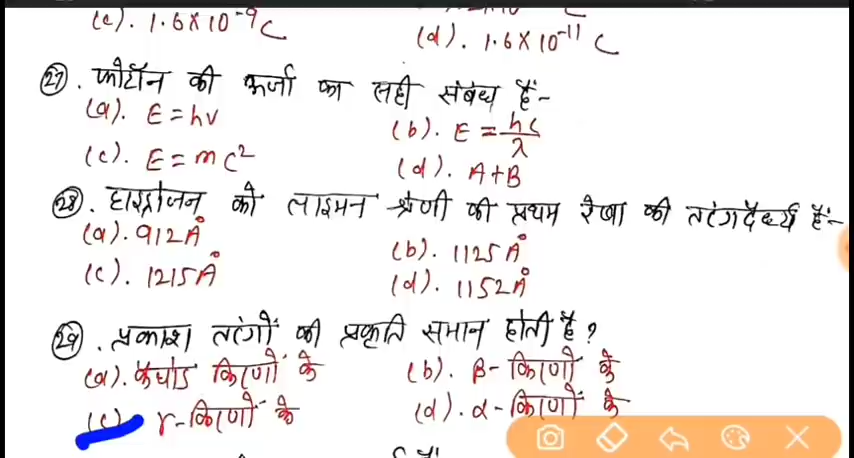 (c). 1.6×10⁻⁹C
(d). 1.6×10⁻¹¹ C
27. फोटॉन की ऊर्जा का सही संबंध है-
(a). E = hν
(b). E = hc/λ
(c). E = mc²
(d). A+B
28. हाइड्रोजन की लाइमन श्रेणी की प्रथम रेखा की तरंगदैर्ध्य है:-
(a). 912Å
(b). 1125Å
(c). 1215Å
(d). 1152Å
29. प्रकाश तरंगों की प्रकृति समान होती है?
(a). कैथोड किरणों के
(b). β-किरणों के
(c) γ-किरणों के
(d). α-किरणों के